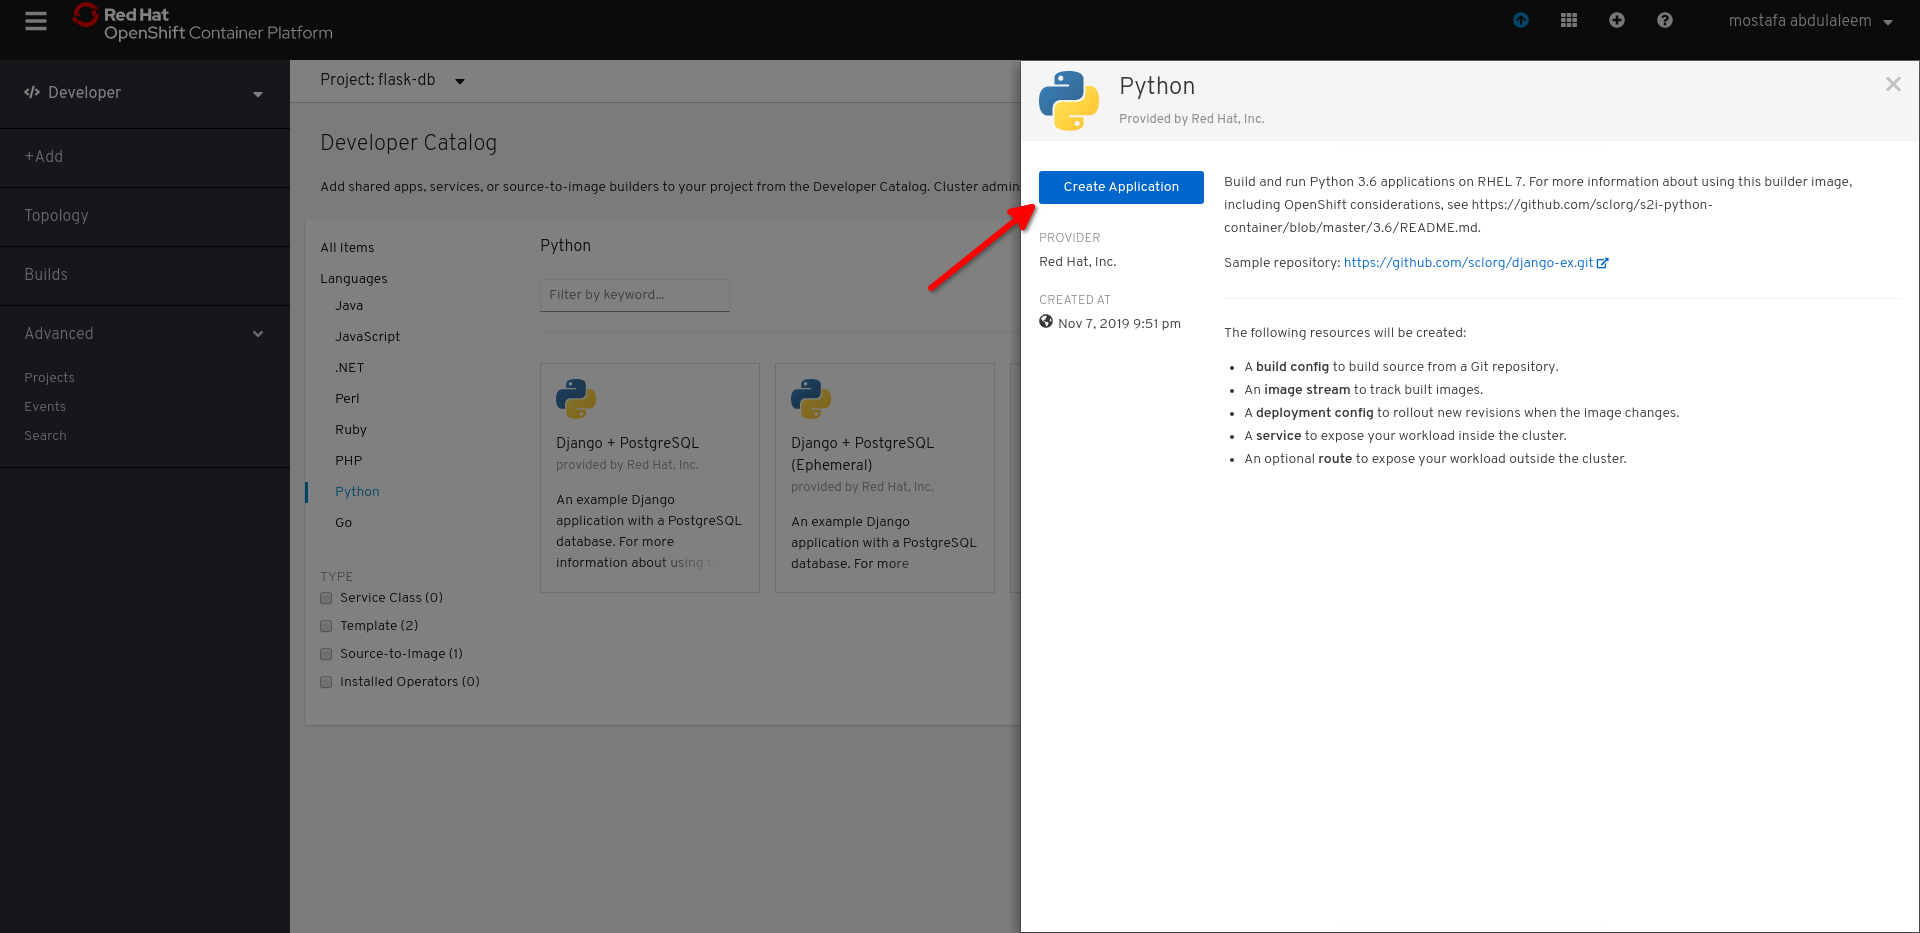 Red Hat
OpenShift Container Platform
mostafa abdulaleem
Developer
+Add
Topology
Builds
Advanced
Projects
Events
Search
Project: flask-db
Developer Catalog
Add shared apps, services, or source-to-image builders to your project from the Developer Catalog. Cluster admin
All Items
Languages
Java
JavaScript
.NET
Perl
Ruby
PHP
Python
Go
TYPE
Service Class (0)
Template (2)
Source-to-Image (1)
Installed Operators (0)
Python
Filter by keyword...
Django + PostgreSQL
provided by Red Hat, Inc.
An example Django
application with a PostgreSQL
database. For more
information about using th
Django + PostgreSQL
(Ephemeral)
provided by Red Hat, Inc.
An example Django
application with a PostgreSQL
database. For more
Python
Provided by Red Hat, Inc.
Create Application
PROVIDER
Red Hat, Inc.
CREATED AT
Nov 7, 2019 9:51 pm
Build and run Python 3.6 applications on RHEL 7. For more information about using this builder image,
including OpenShift considerations, see https://github.com/sclorg/s2i-python-
container/blob/master/3.6/README.md.
Sample repository: https://github.com/sclorg/django-ex.git
The following resources will be created:
• A build config to build source from a Git repository.
• An image stream to track built images.
• A deployment config to rollout new revisions when the image changes.
• A service to expose your workload inside the cluster.
• An optional route to expose your workload outside the cluster.